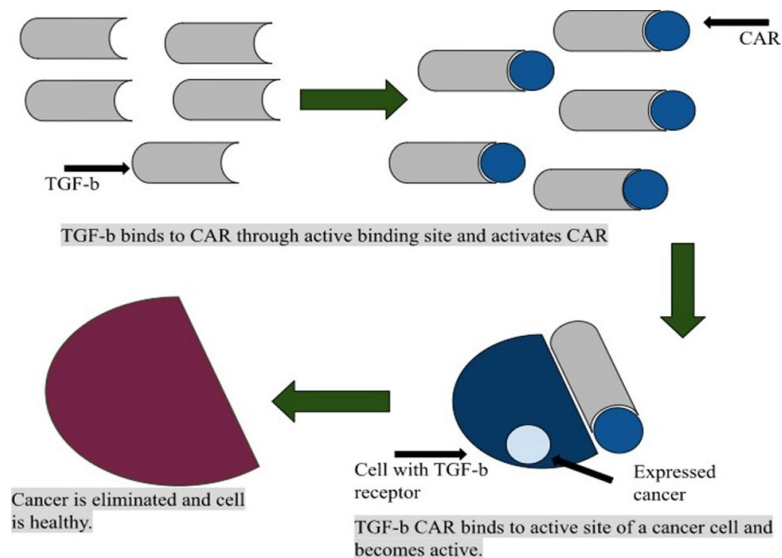 CAR
TGF-b
TGF-b binds to CAR through active binding site and activates CAR
Cell with TGF-b
receptor
Expressed
cancer
Cancer is eliminated and cell
is healthy.
TGF-b CAR binds to active site of a cancer cell and
becomes active.